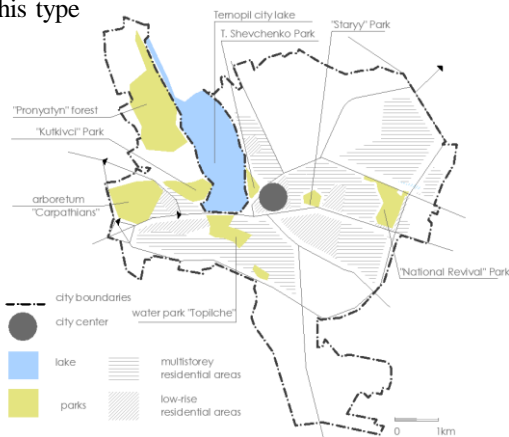 his type
Ternopil city lake
T. Shevchenko Park
"Staryy" Park
"Pronyatyn" forest
"Kutkivci" Park
arboretum
"Carpathians"
"National Revival" Park
water park "Topilche"
city boundaries
city center
lake
multistorey
residential areas
parks
low-rise
residential areas
0 1km